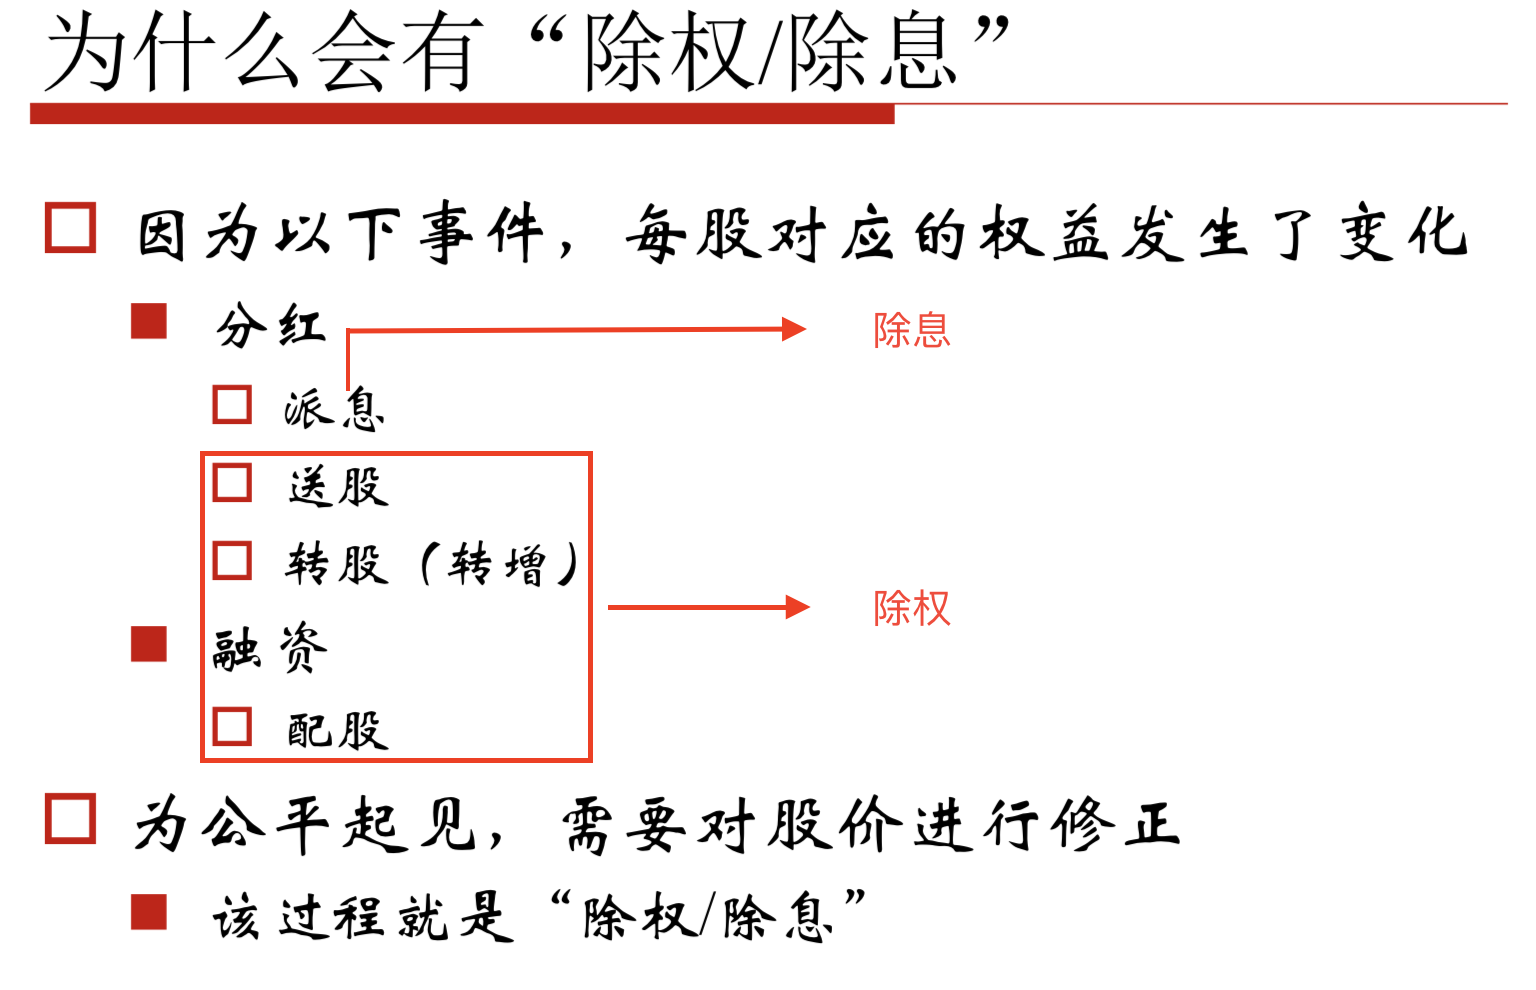 为什么会有“除权/除息”
因为以下事件，每股对应的权益发生了变化
分红
除息
派息
送股
转股（转增）
除权
融资
配股
为公平起见，需要对股价进行修正
该过程就是“除权/除息”